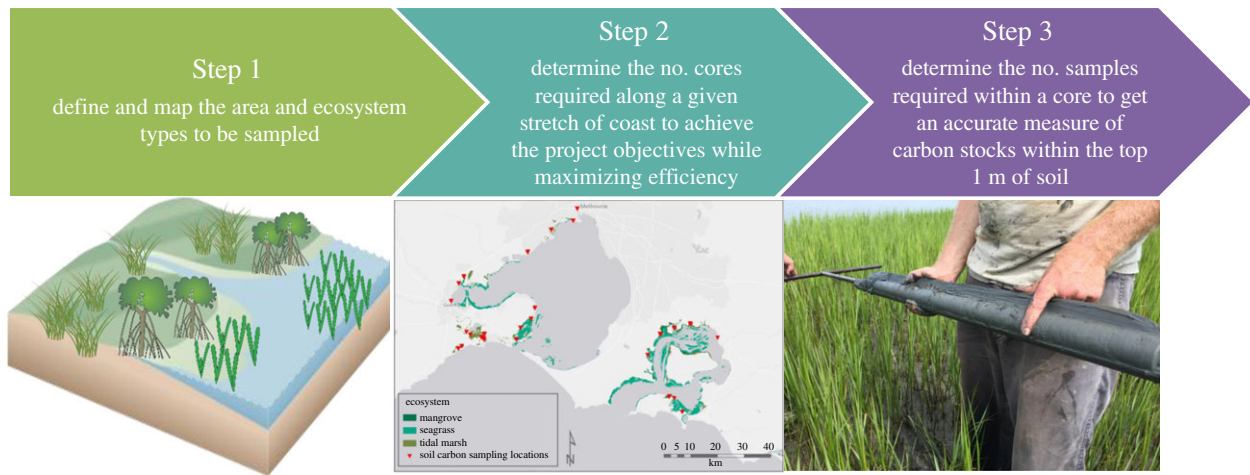 Step 1
define and map the area and ecosystem
types to be sampled
Step 2
determine the no. cores
required along a given
stretch of coast to achieve
the project objectives while
maximizing efficiency
Step 3
determine the no. samples
required within a core to get
an accurate measure of
carbon stocks within the top
1 m of soil
Melbourne
ecosystem
mangrove
seagrass
tidal marsh
soil carbon sampling locations
N
0 5 10 20 30 40
km